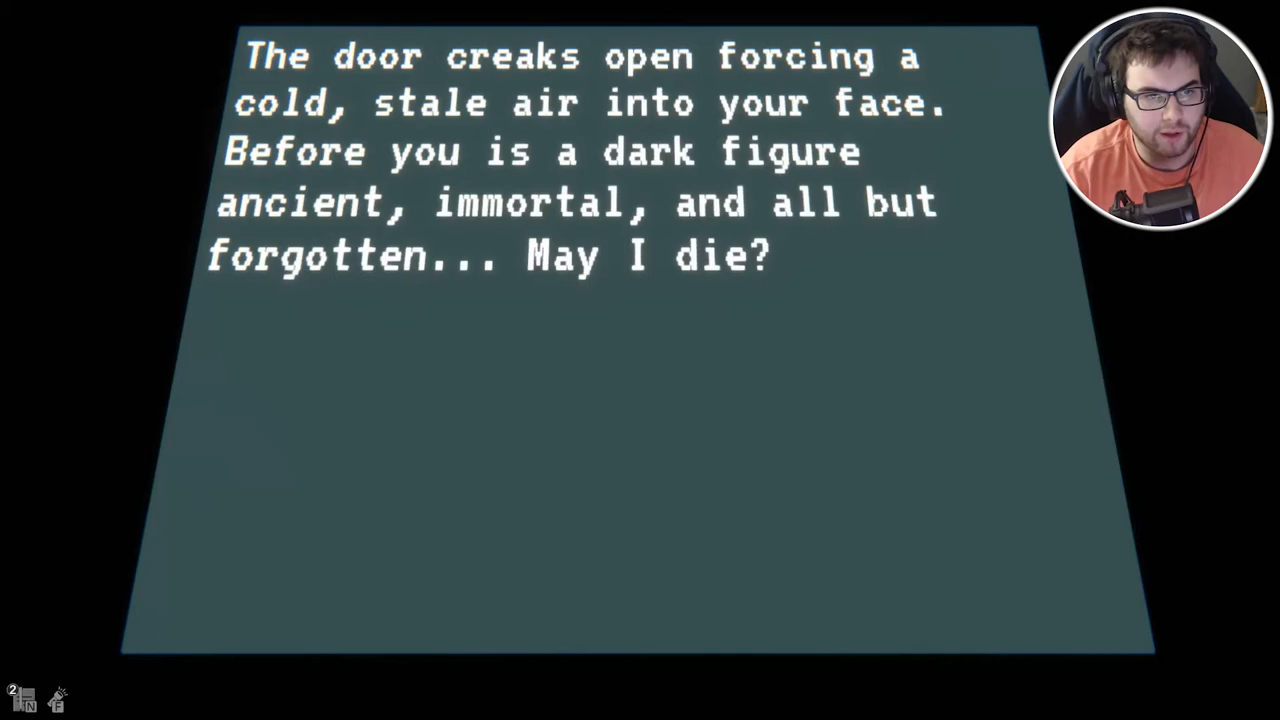 The door creaks open forcing a
cold, stale air into your face.
Before you is a dark figure
ancient, immortal, and all but
forgotten... May I die?
2
N
F